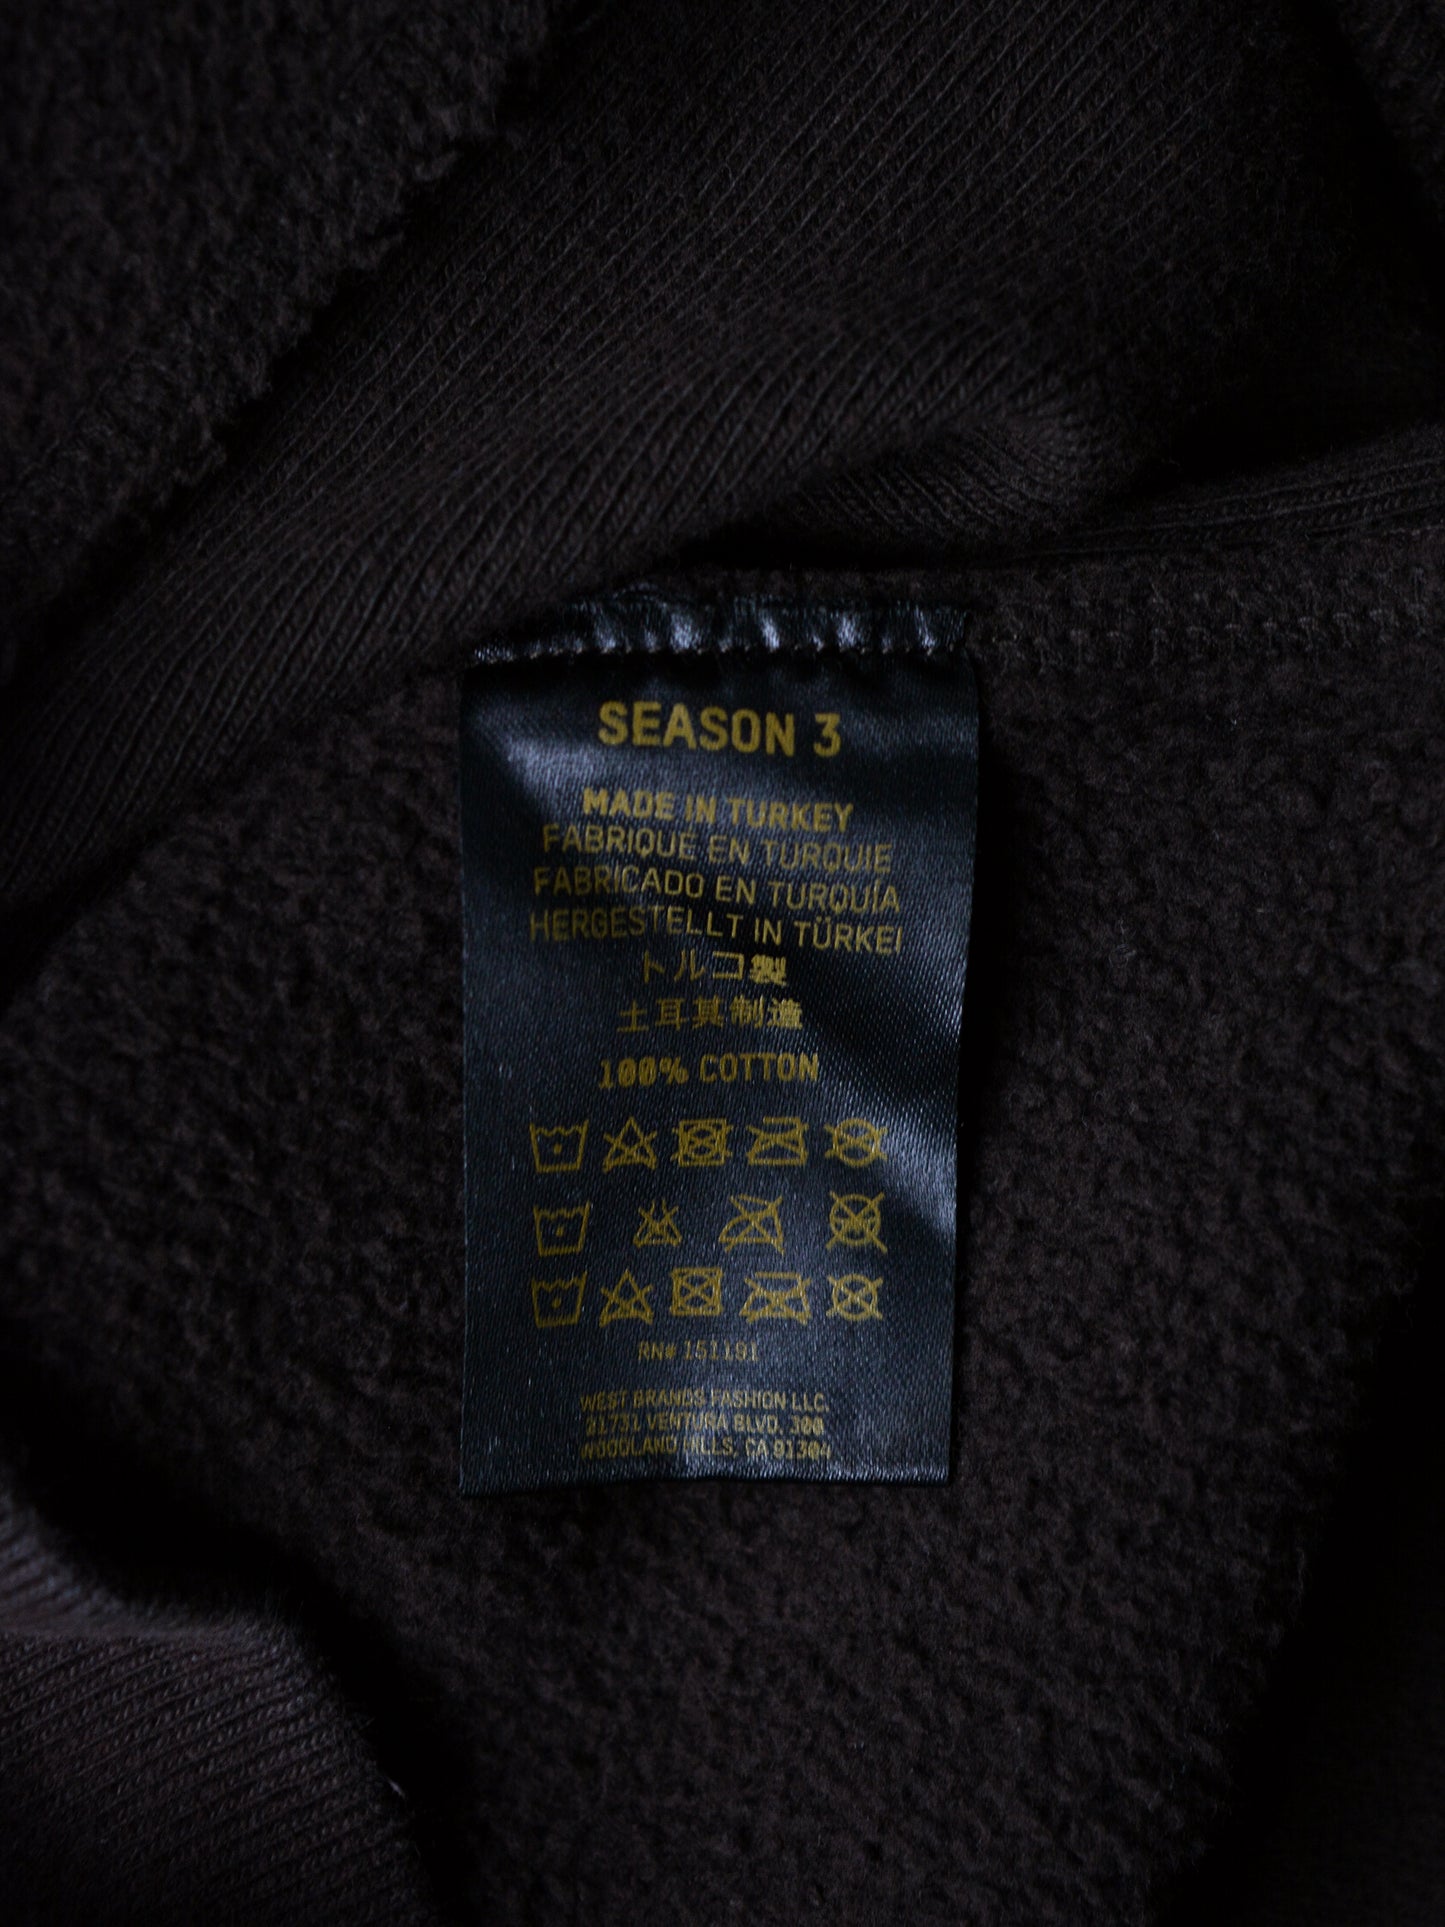 SEASON 3
MADE IN TURKEY
FABRIQUÉ EN TURQUIE
FABRICADO EN TURQUÍA
HERGESTELLT IN TÜRKEI
トルコ製
土耳其制造
100% COTTON
RN# 151191
WEST BRANDS FASHION LLC.
21731 VENTURA BLVD. 300
WOODLAND HILLS, CA 91304